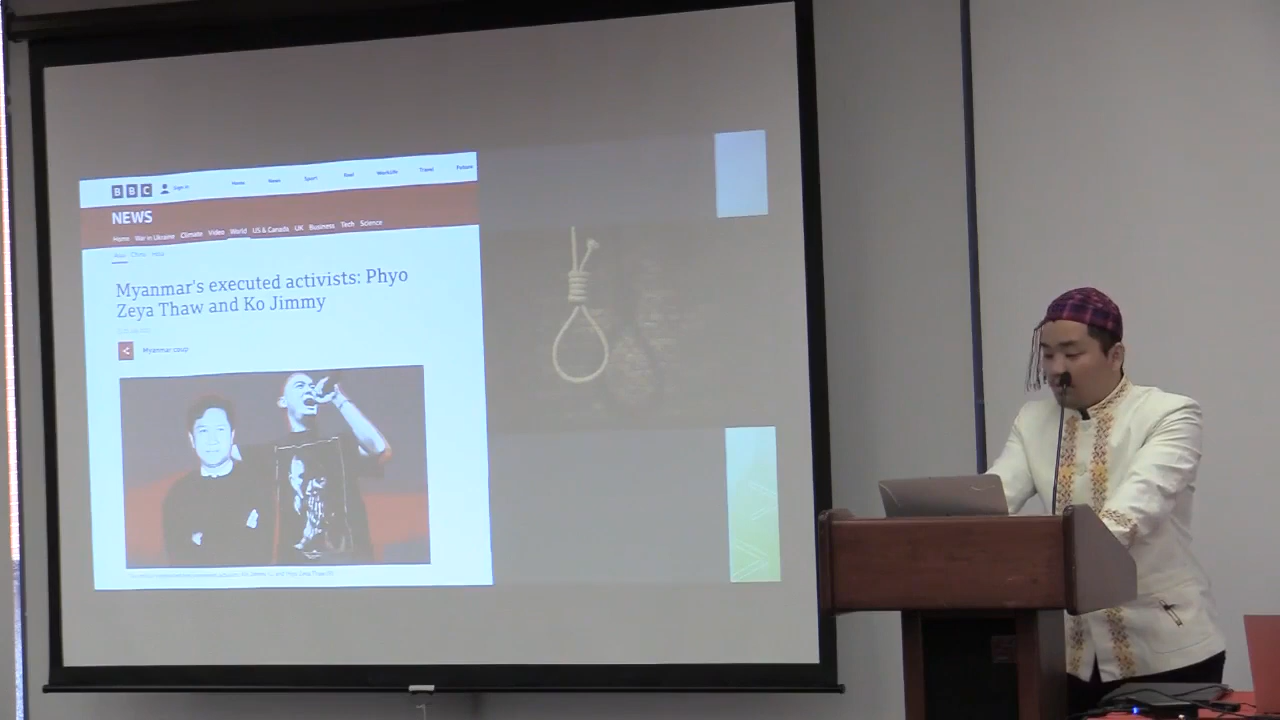 BBC Sign in Home News Sport Reel Worklife Travel Future
NEWS
Home War in Ukraine Climate Video World US & Canada UK Business Tech Science
Asia China India
Myanmar's executed activists: Phyo
Zeya Thaw and Ko Jimmy
Myanmar coup